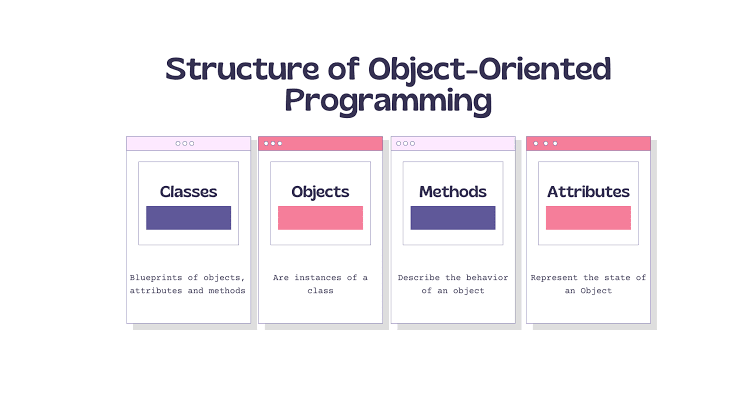 Structure of Object-Oriented
Programming
Classes
Blueprints of objects,
attributes and methods
Objects
Are instances of a
class
Methods
Describe the behavior
of an object
Attributes
Represent the state of
an Object